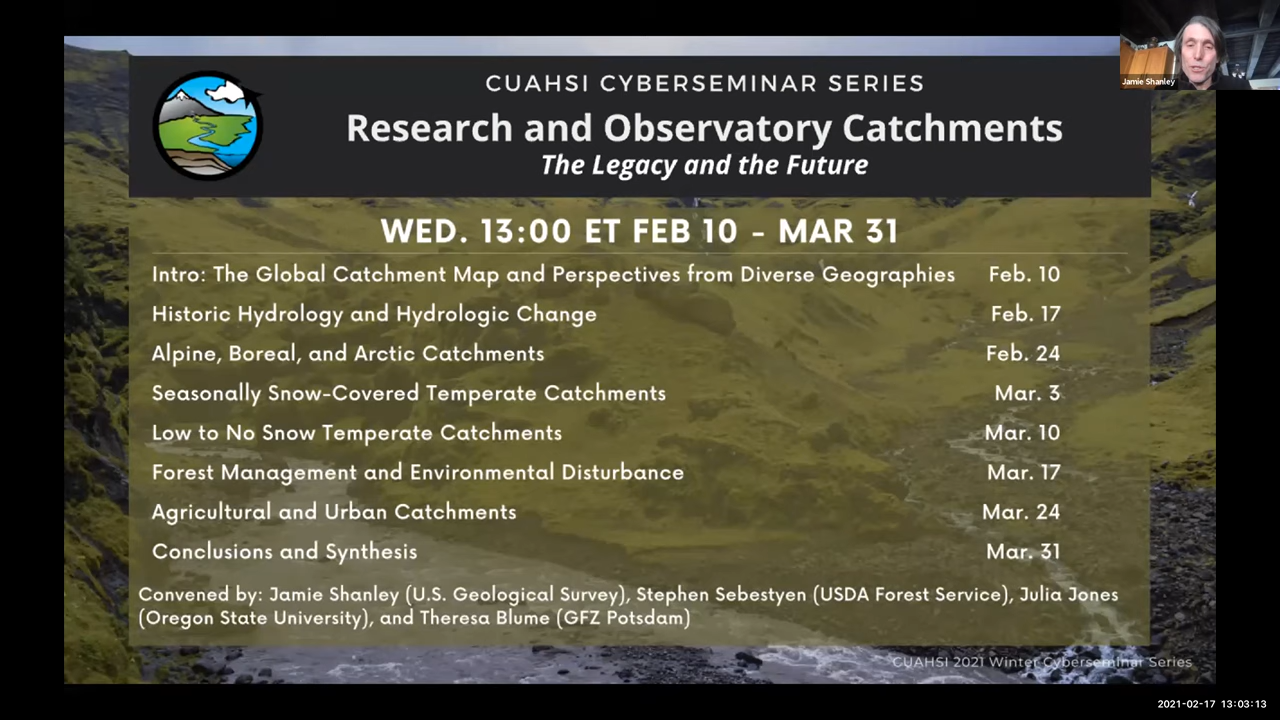 CUAHSI CYBERSEMINAR SERIES
Research and Observatory Catchments
The Legacy and the Future
Jamie Shanley
WED. 13:00 ET FEB 10 - MAR 31
Intro: The Global Catchment Map and Perspectives from Diverse Geographies Feb. 10
Historic Hydrology and Hydrologic Change Feb. 17
Alpine, Boreal, and Arctic Catchments Feb. 24
Seasonally Snow-Covered Temperate Catchments Mar. 3
Low to No Snow Temperate Catchments Mar. 10
Forest Management and Environmental Disturbance Mar. 17
Agricultural and Urban Catchments Mar. 24
Conclusions and Synthesis Mar. 31
Convened by: Jamie Shanley (U.S. Geological Survey), Stephen Sebestyen (USDA Forest Service), Julia Jones
(Oregon State University), and Theresa Blume (GFZ Potsdam)
CUAHSI 2021 Winter Cyberseminar Series
2021-02-17 13:03:13